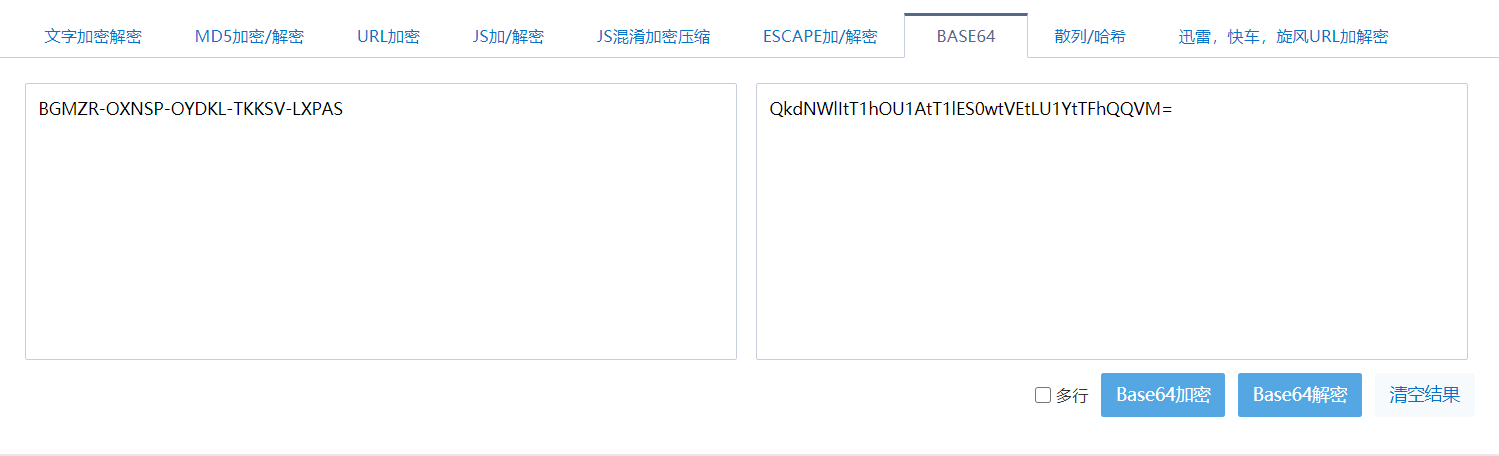 文字加密解密 MD5加密/解密 URL加密 JS加/解密 JS混淆加密压缩 ESCAPE加/解密 BASE64 散列/哈希 迅雷，快车，旋风URL加解密
BGMZR-OXNSP-OYDKL-TKKSV-LXPAS QkdNWlItT1hOU1AtT1lES0wtVEtLU1YtTFhQQVM=
多行 Base64加密 Base64解密 清空结果